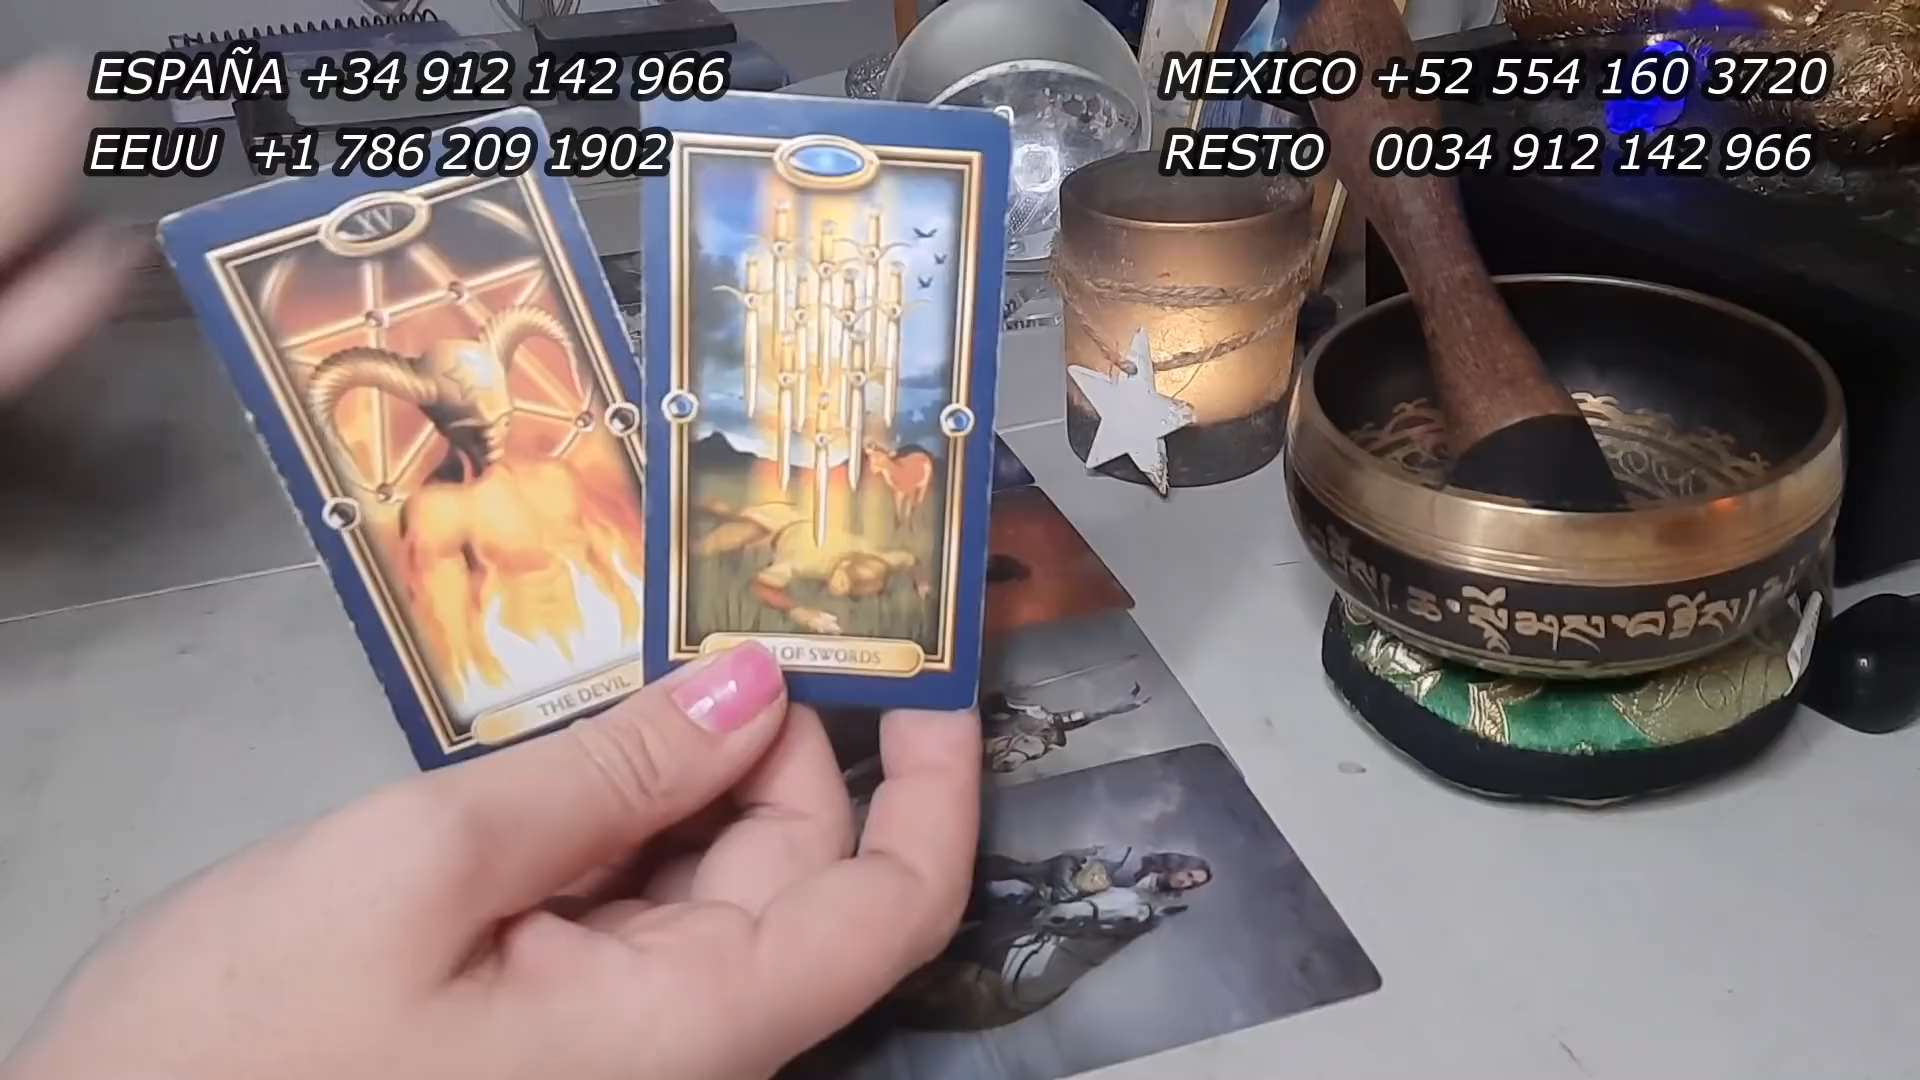 ESPAÑA +34 912 142 966
MEXICO +52 554 160 3720
EEUU +1 786 209 1902
RESTO 0034 912 142 966
XV
THE DEVIL
OF SWORDS